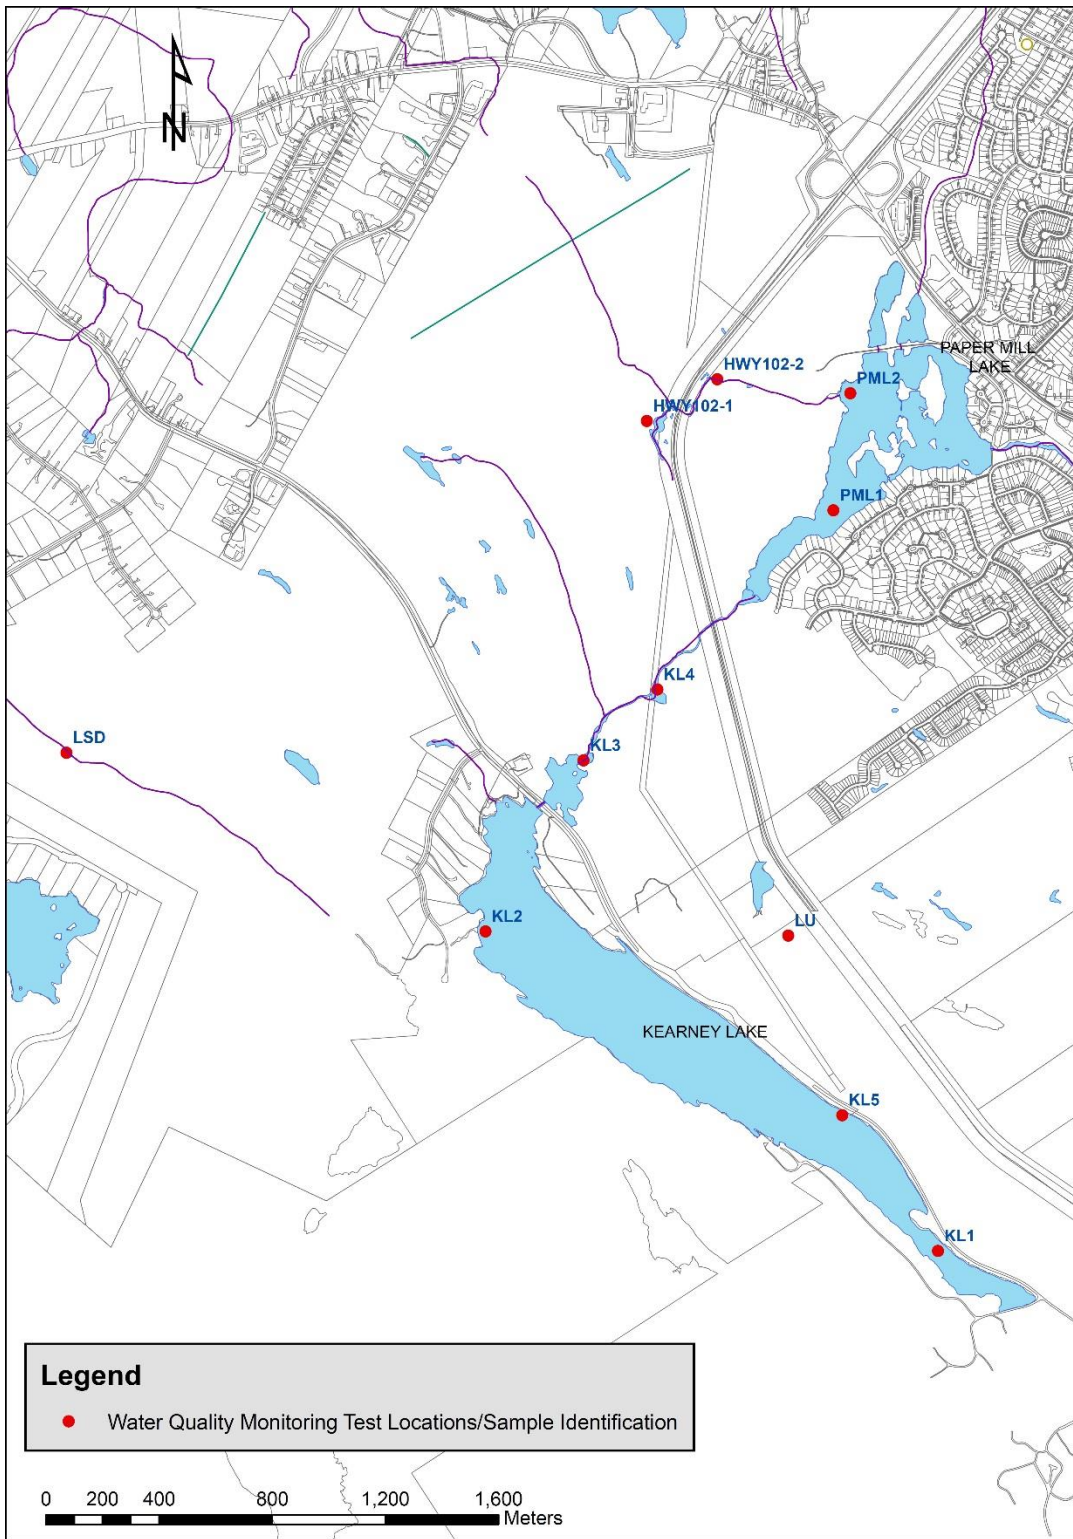 N
PAPER MILL
LAKE
HWY102-2
PML2
HWY102-1
PML1
KL4
LSD
KL3
KL2
LU
KEARNEY LAKE
KL5
KL1
Legend
Water Quality Monitoring Test Locations/Sample Identification
0 200 400 800 1,200 1,600
Meters